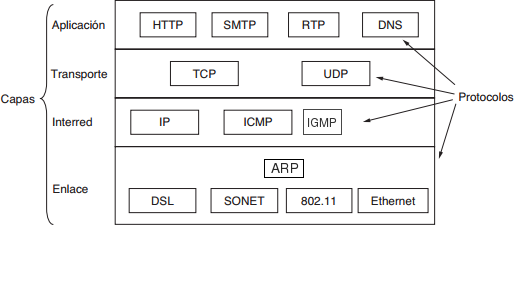 Aplicación HTTP SMTP RTP DNS
Transporte TCP UDP
Capas Protocolos
Interred IP ICMP IGMP
ARP
Enlace
DSL SONET 802.11 Ethernet